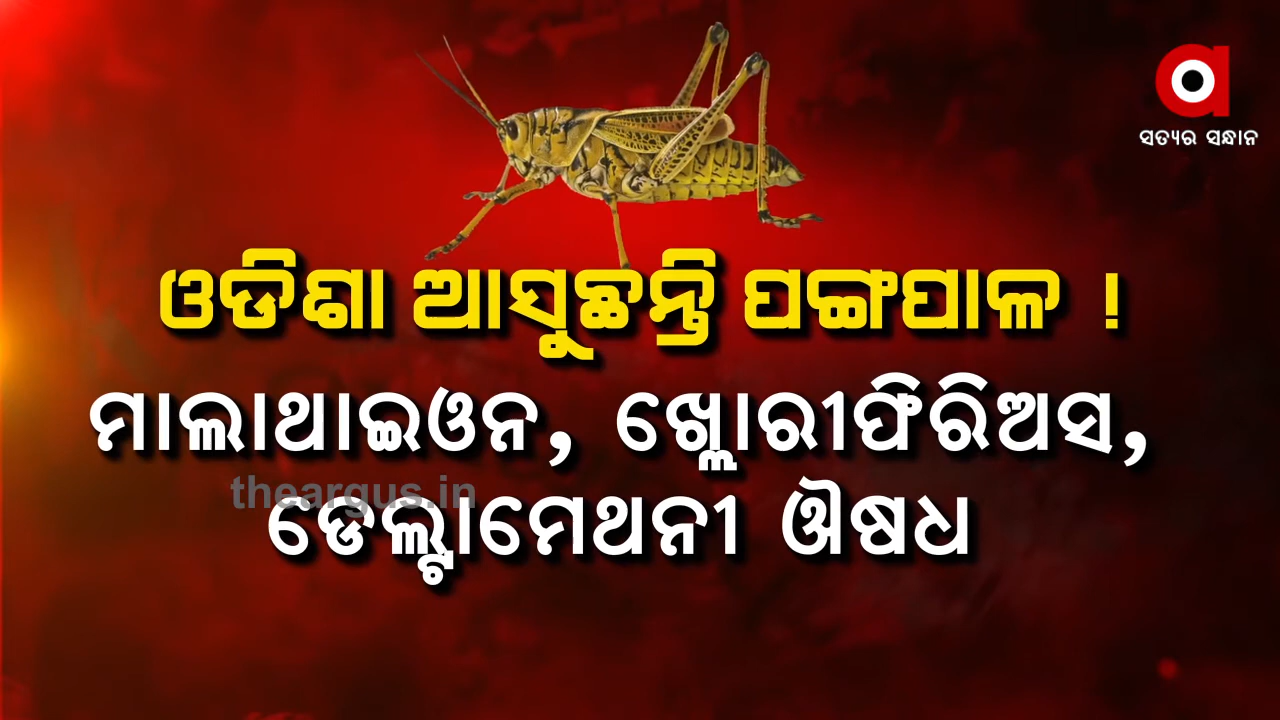 ସତ୍ୟର ସନ୍ଧାନ
ଓଡିଶା ଆସୁଛନ୍ତି ପଙ୍ଗପାଳ !
ମାଲାଥାଇଓନ, ଖ୍ଲୋରୀଫିରିଅସ,
theargus.in
ଡେଲ୍ଟାମେଥନୀ ଔଷଧ